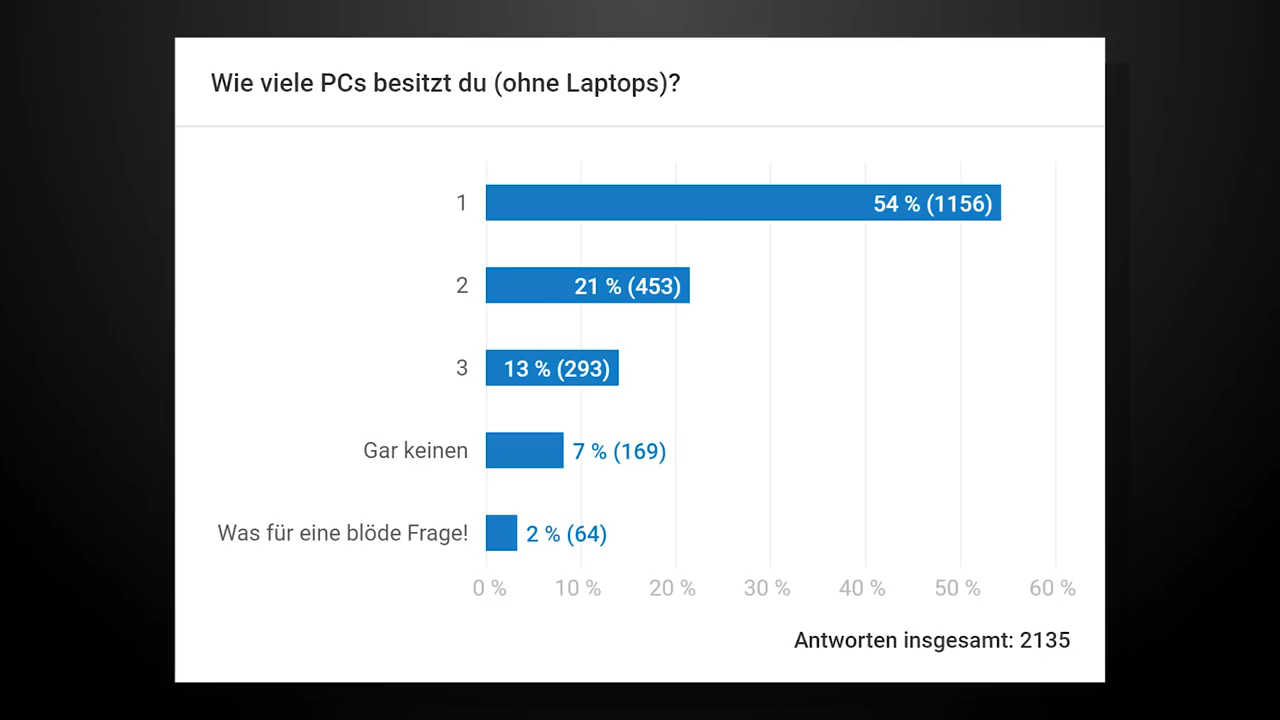 Wie viele PCs besitzt du (ohne Laptops)?
1 54 % (1156)
2 21 % (453)
3 13 % (293)
Gar keinen 7 % (169)
Was für eine blöde Frage! 2 % (64)
0 % 10 % 20 % 30 % 40 % 50 % 60 %
Antworten insgesamt: 2135